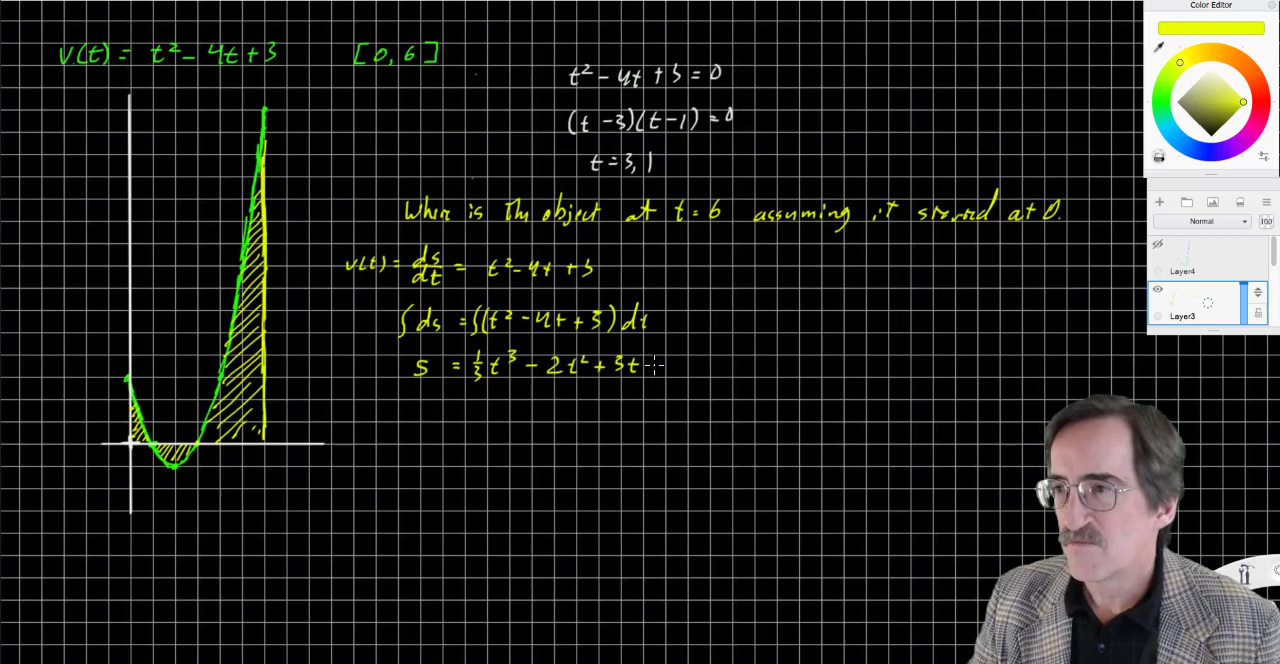 v(t) = t² - 4t + 3 [0, 6]
t² - 4t + 3 = 0
(t - 3)(t - 1) = 0
t = 3, 1
Where is the object at t = 6 assuming it started at 0.
v(t) = ds/dt = t² - 4t + 3
∫ ds = ∫(t² - 4t + 3) dt
s = 1/3 t³ - 2t² + 3t
Color Editor
Normal
100
Layer4
Layer3